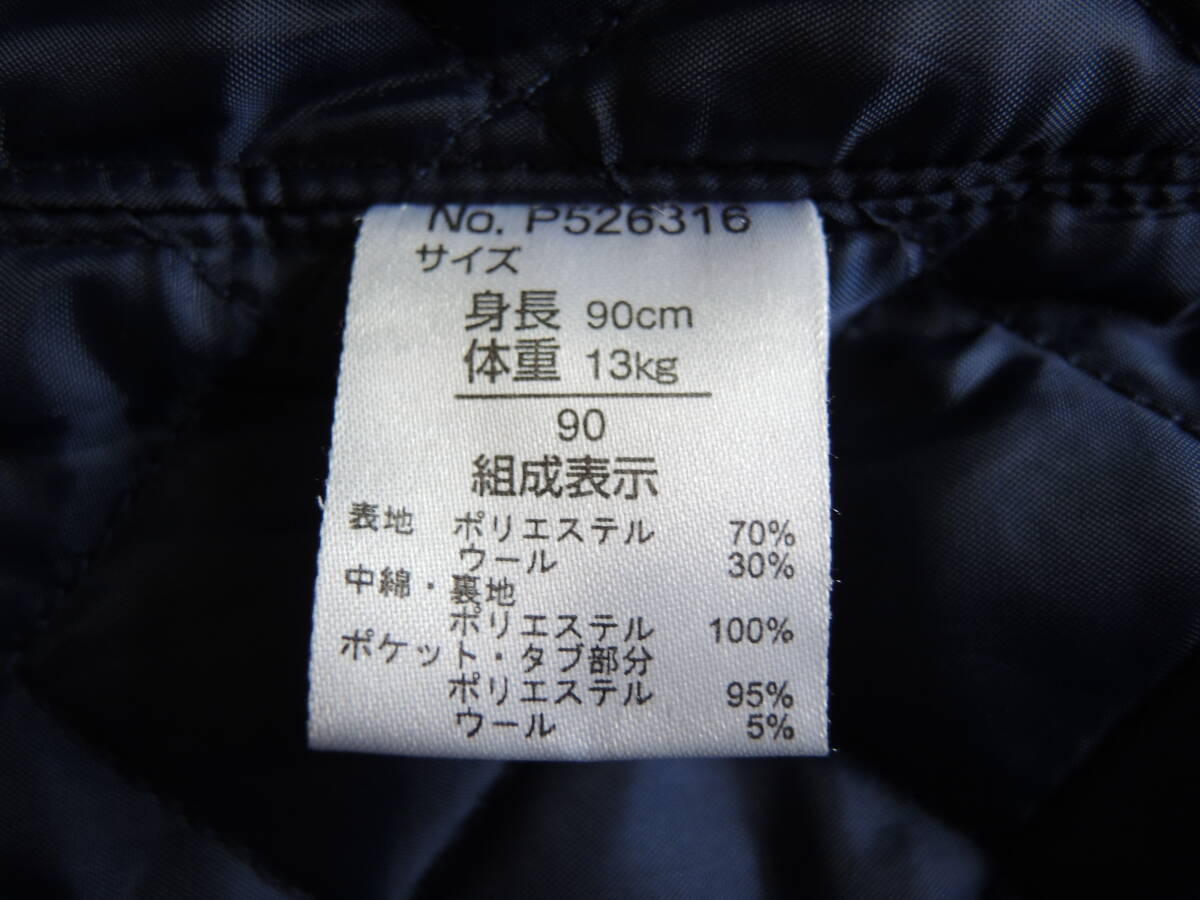 No. P526316
サイズ
身長 90cm
体重 13kg
90
組成表示
表地 ポリエステル 70%
ウール 30%
中綿・裏地
ポリエステル 100%
ポケット・タブ部分
ポリエステル 95%
ウール 5%